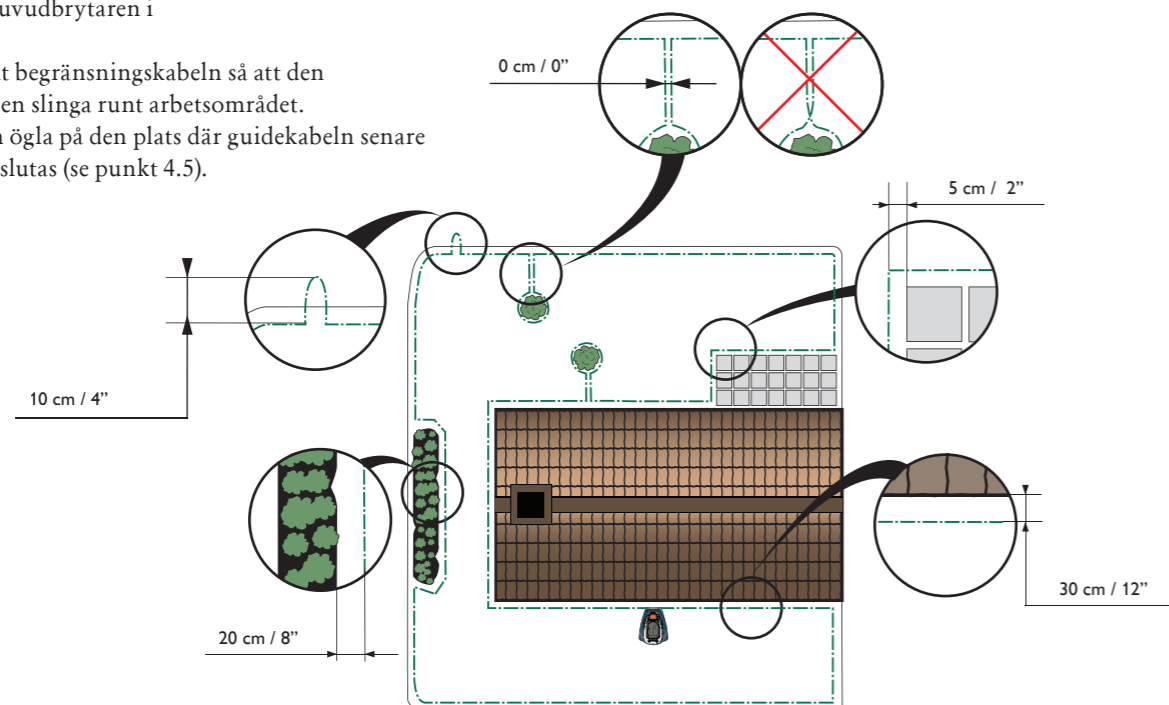 uvudbrytaren i
t begränsningskabeln så att den
en slinga runt arbetsområdet.
ögla på den plats där guidekabeln senare
slutas (se punkt 4.5).
0 cm / 0”
5 cm / 2”
10 cm / 4”
20 cm / 8”
30 cm / 12”